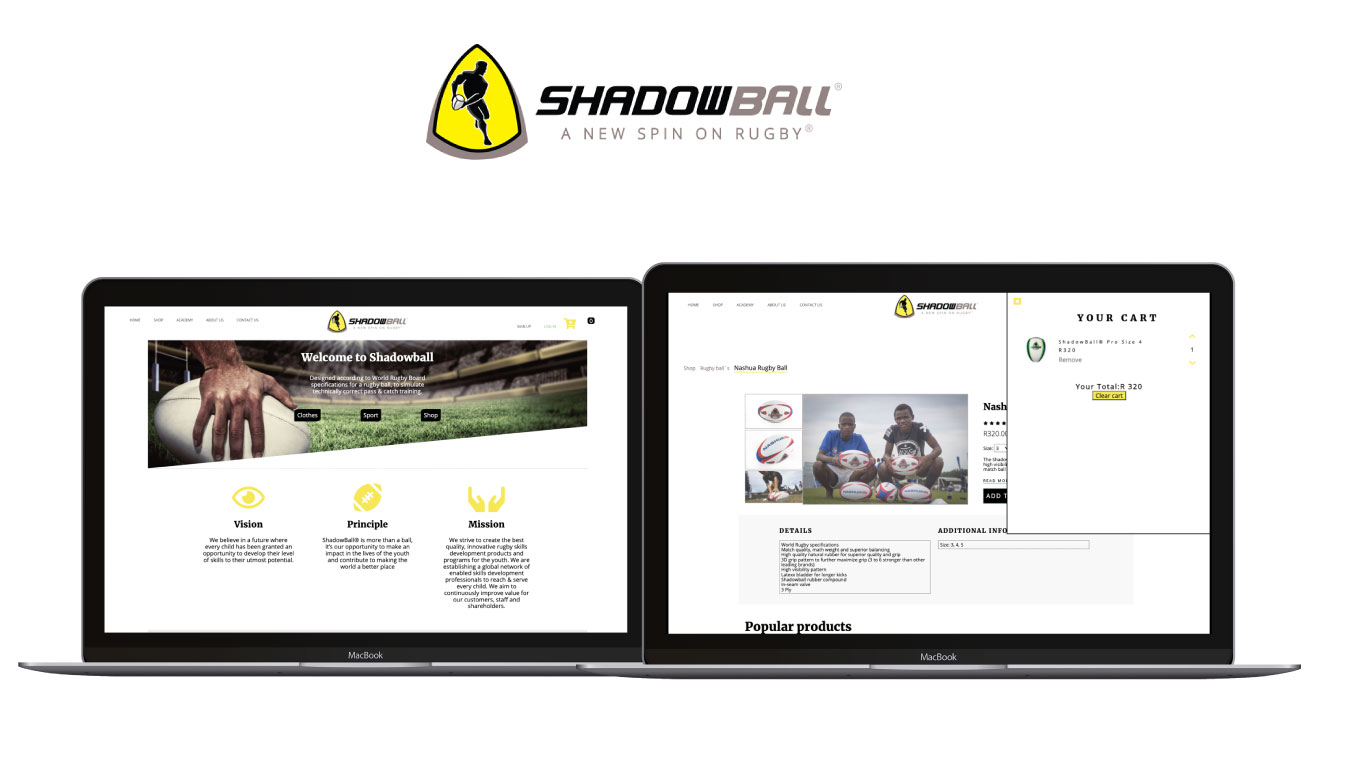 SHADOWBALL®
A NEW SPIN ON RUGBY®
HOME SHOP ACADEMY ABOUT US CONTACT US
SHADOWBALL
A NEW SPIN ON RUGBY
SIGN UP LOG IN
0
Welcome to Shadowball
Designed according to World Rugby Board
specifications for a rugby ball, to simulate
technically correct pass & catch training.
Clothes Sport Shop
Vision Principle Mission
We believe in a future where
every child has been granted an
opportunity to develop their level
of skills to their utmost potential.
ShadowBall® is more than a ball,
it's our opportunity to make an
impact in the lives of the youth
and contribute to making the
world a better place
We strive to create the best
quality, innovative rugby skills
development products and
programs for the youth. We are
establishing a global network of
enabled skills development
professionals to reach & serve
every child. We aim to
continuously improve value for
our customers, staff and
shareholders.
MacBook
HOME SHOP ACADEMY ABOUT US CONTACT US
SHADOWBALL
A NEW SPIN ON RUGBY
YOUR CART
ShadowBall® Pro Size 4
R320
Remove
1
Your Total:R 320
Clear cart
Shop Rugby ball`s Nashua Rugby Ball
NASHUA
Nash
R320.00
Size: 3
The Shado
high visibili
match ball
READ MOR
ADD T
DETAILS
World Rugby specifications
Match quality, math weight and superior balancing
High quality natural rubber for superior quality and grip
3D grip pattern to further maximize grip (3 to 6 stronger than other
leading brands)
High visibility pattern
Latexx bladder for longer kicks
Shadowball rubber compound
In-seam valve
3 Ply
ADDITIONAL INFO
Size: 3, 4, 5
Popular products
MacBook